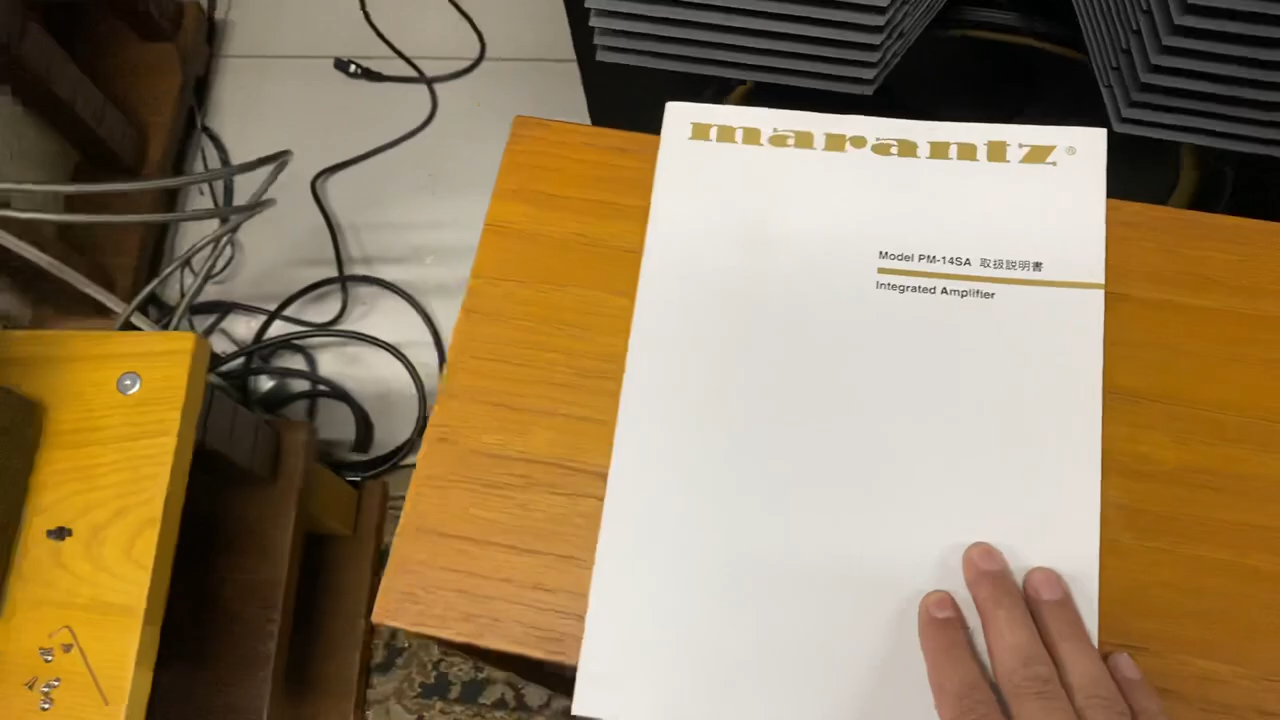 marantz®
Model PM-14SA 取扱説明書
Integrated Amplifier